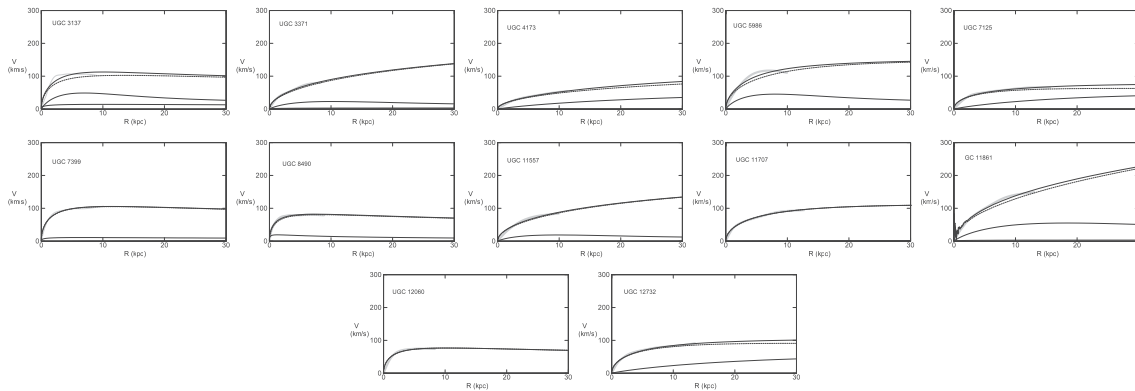 300
UGC 3137
200
V
(km/s)
100
0
0 10 20 30
R (kpc)
300
UGC 3371
200
V
(km/s)
100
0
0 10 20 30
R (kpc)
300
UGC 4173
200
V
(km/s)
100
0
0 10 20 30
R (kpc)
300
UGC 5986
200
V
(km/s)
100
0
0 10 20 30
R (kpc)
300
UGC 7125
200
V
(km/s)
100
0
0 10 20 30
R (kpc)
300
UGC 7399
200
V
(km/s)
100
0
0 10 20 30
R (kpc)
300
UGC 8490
200
V
(km/s)
100
0
0 10 20 30
R (kpc)
300
UGC 11557
200
V
(km/s)
100
0
0 10 20 30
R (kpc)
300
UGC 11707
200
V
(km/s)
100
0
0 10 20 30
R (kpc)
300
GC 11861
200
V
(km/s)
100
0
0 10 20 30
R (kpc)
300
UGC 12060
200
V
(km/s)
100
0
0 10 20 30
R (kpc)
300
UGC 12732
200
V
(km/s)
100
0
0 10 20 30
R (kpc)